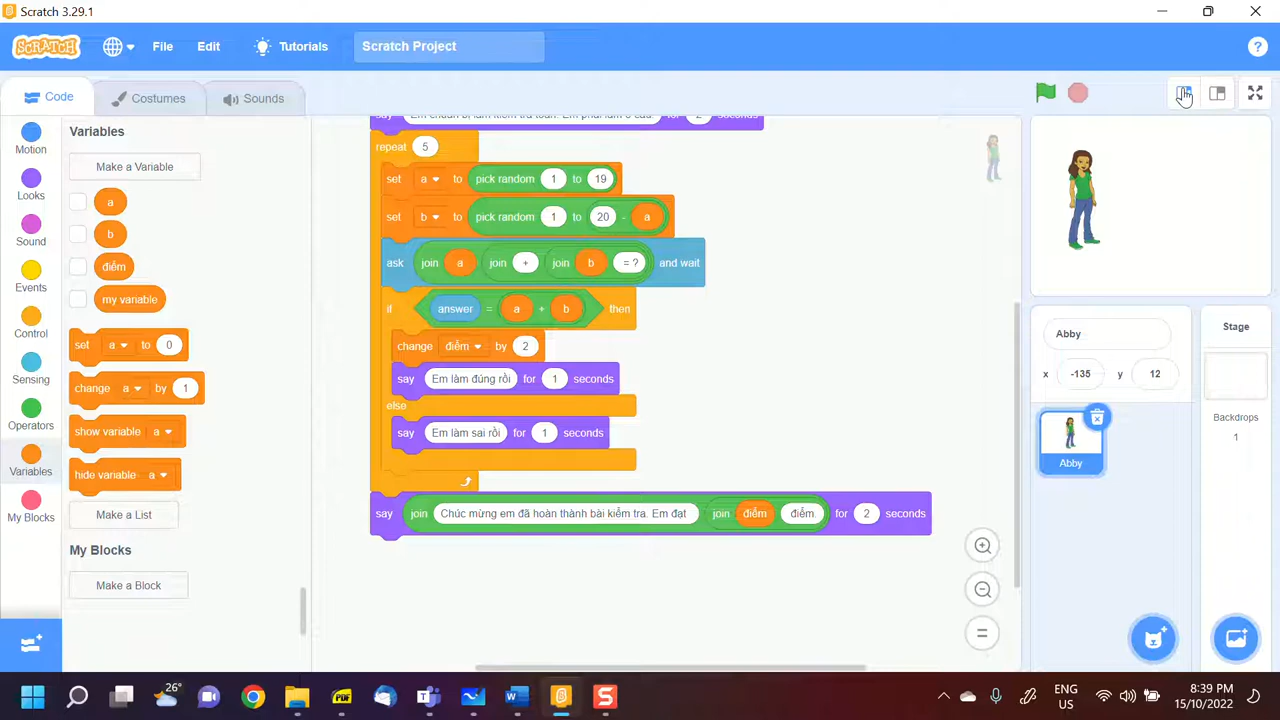 Scratch 3.29.1
SCRATCH File Edit Tutorials Scratch Project ?
Code Costumes Sounds
Motion
Looks
Sound
Events
Control
Sensing
Operators
Variables
My Blocks
Variables
Make a Variable
a
b
điểm
my variable
set a to 0
change a by 1
show variable a
hide variable a
Make a List
My Blocks
Make a Block
say for 2 seconds
repeat 5
set a to pick random 1 to 19
set b to pick random 1 to 20 - a
ask join a join + join b = ? and wait
if answer = a + b then
change điểm by 2
say Em làm đúng rồi for 1 seconds
else
say Em làm sai rồi for 1 seconds
say join Chúc mừng em đã hoàn thành bài kiểm tra. Em đạt join điểm điểm. for 2 seconds
Abby
x -135 y 12
Abby
Stage
Backdrops
1
26°
ENG
US
8:39 PM
15/10/2022